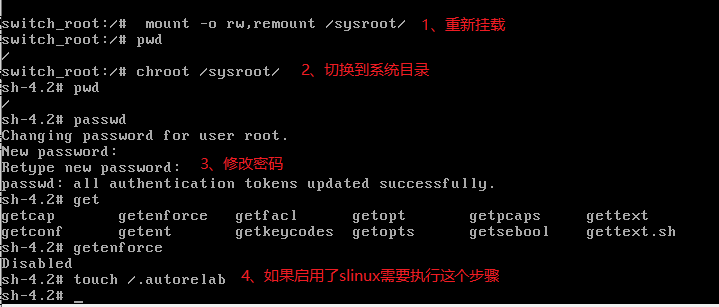 switch_root:/#  mount -o rw,remount /sysroot/ 1、重新挂载
switch_root:/# pwd
/
switch_root:/# chroot /sysroot/ 2、切换到系统目录
sh-4.2# pwd
/
sh-4.2# passwd
Changing password for user root.
New password:
Retype new password: 3、修改密码
passwd: all authentication tokens updated successfully.
sh-4.2# get
getcap getenforce getfacl getopt getpcaps gettext
getconf getent getkeycodes getopts getsebool gettext.sh
sh-4.2# getenforce
Disabled
sh-4.2# touch /.autorelab 4、如果启用了slinux需要执行这个步骤
sh-4.2# _